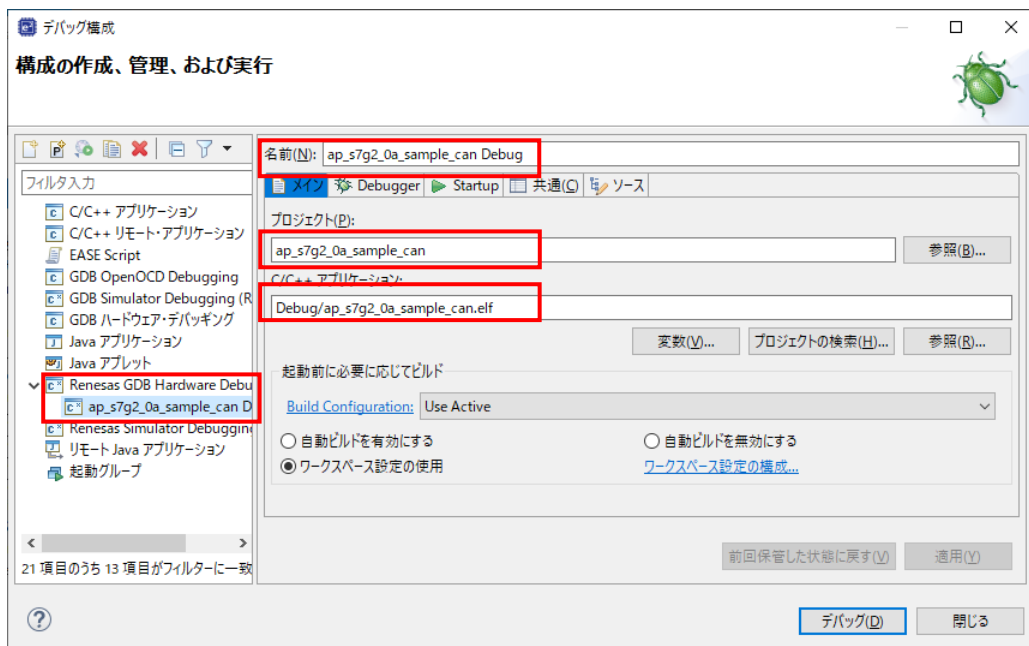 デバッグ構成
構成の作成、管理、および実行
フィルタ入力
C/C++ アプリケーション
C/C++ リモート・アプリケーション
EASE Script
GDB OpenOCD Debugging
GDB Simulator Debugging (R
GDB ハードウェア・デバッギング
Java アプリケーション
Java アプレット
Renesas GDB Hardware Debu
ap_s7g2_0a_sample_can D
Renesas Simulator Debugging
リモート Java アプリケーション
起動グループ
21 項目のうち 13 項目がフィルターに一致
名前(N): ap_s7g2_0a_sample_can Debug
メイン Debugger Startup 共通(C) ソース
プロジェクト(P):
ap_s7g2_0a_sample_can 参照(B)...
C/C++ アプリケーション:
Debug/ap_s7g2_0a_sample_can.elf
変数(V)... プロジェクトの検索(H)... 参照(R)...
起動前に必要に応じてビルド
Build Configuration: Use Active
自動ビルドを有効にする 自動ビルドを無効にする
ワークスペース設定の使用 ワークスペース設定の構成...
前回保管した状態に戻す(V) 適用(Y)
デバッグ(D) 閉じる